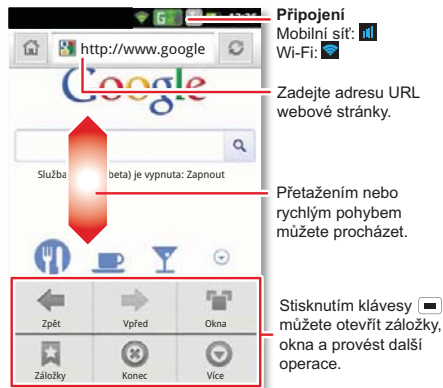 G
http://www.google
Google
Služba
beta) je vypnuta: Zapnout
Zpět
Vpřed
Okna
Záložky
Konec
Více
Připojení
Mobilní síť:
Wi-Fi:
Zadejte adresu URL
webové stránky.
Přetažením nebo
rychlým pohybem
můžete procházet.
Stisknutím klávesy
můžete otevřít záložky,
okna a provést další
operace.